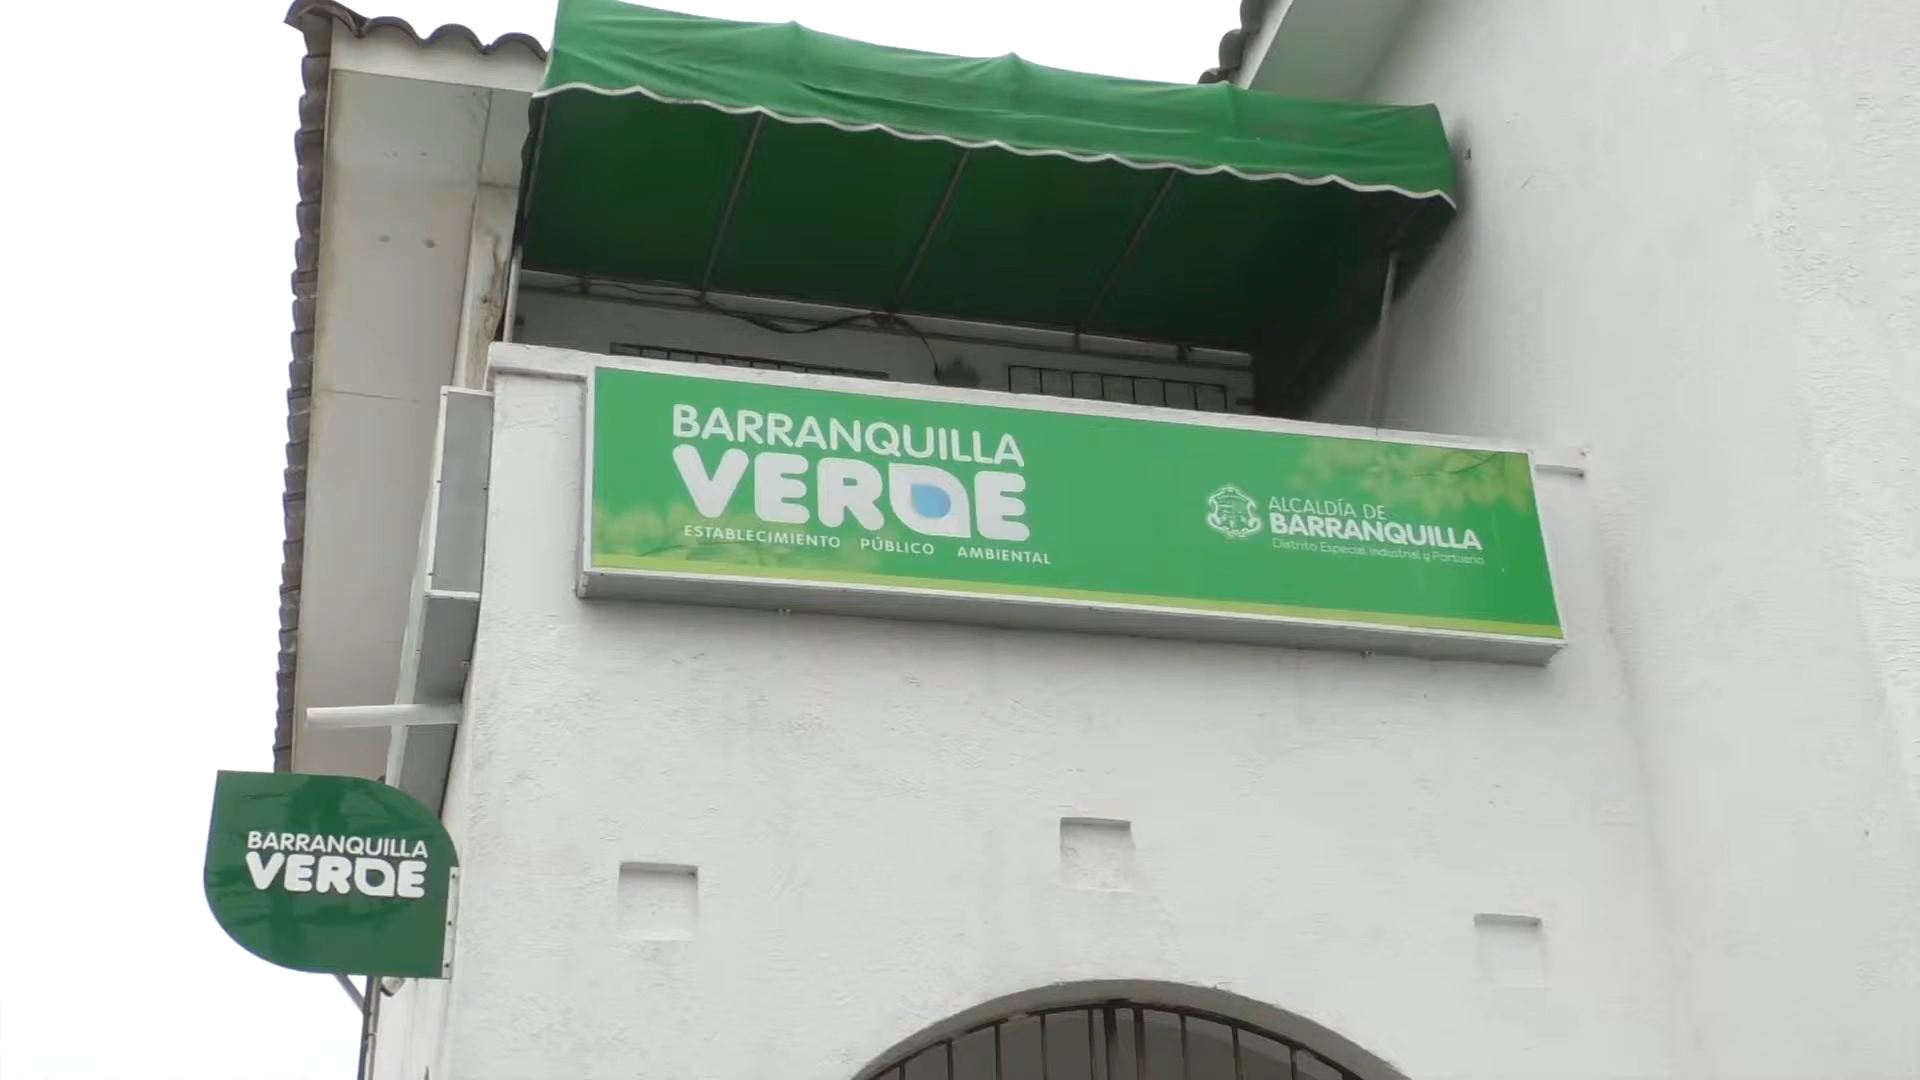 BARRANQUILLA
VERDE
ESTABLECIMIENTO PÚBLICO AMBIENTAL
ALCALDÍA DE
BARRANQUILLA
Distrito Especial, Industrial y Portuario
BARRANQUILLA
VERDE